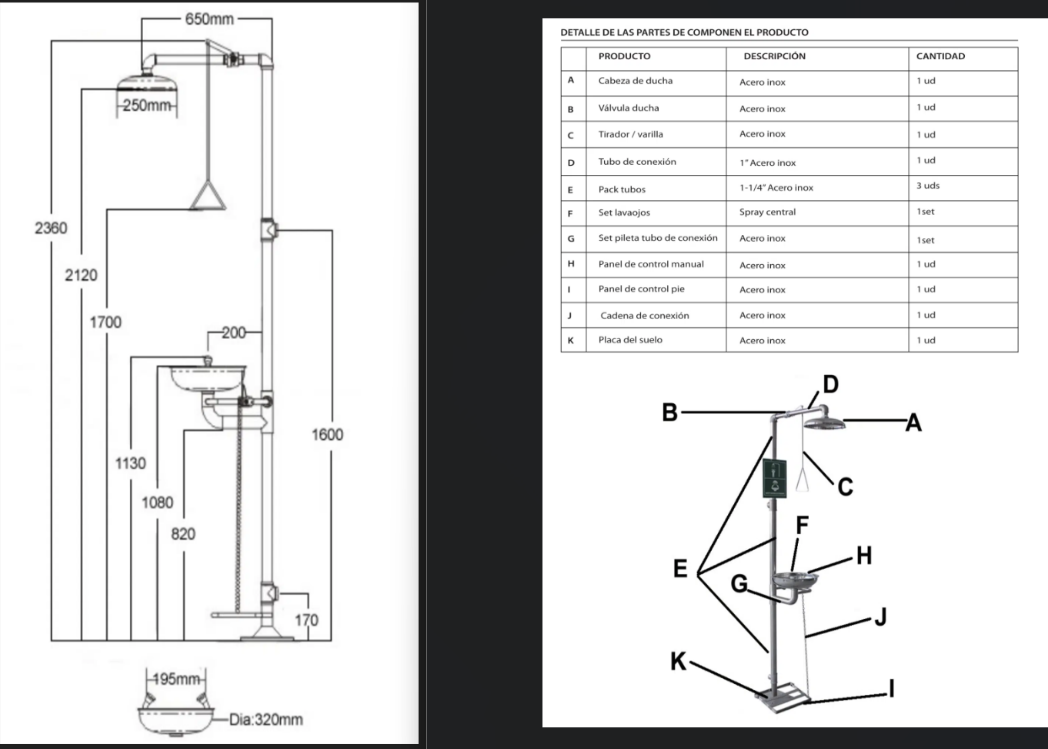 650mm
250mm
2360
2120
1700
200
1600
1130
1080
820
170
195mm
Dia:320mm
DETALLE DE LAS PARTES DE COMPONEN EL PRODUCTO
PRODUCTO DESCRIPCIÓN CANTIDAD
A Cabeza de ducha Acero inox 1 ud
B Válvula ducha Acero inox 1 ud
C Tirador / varilla Acero inox 1 ud
D Tubo de conexión 1" Acero inox 1 ud
E Pack tubos 1-1/4" Acero inox 3 uds
F Set lavaojos Spray central 1set
G Set pileta tubo de conexión Acero inox 1set
H Panel de control manual Acero inox 1 ud
I Panel de control pie Acero inox 1 ud
J Cadena de conexión Acero inox 1 ud
K Placa del suelo Acero inox 1 ud
D
B
A
C
F
H
E
G
J
K
I